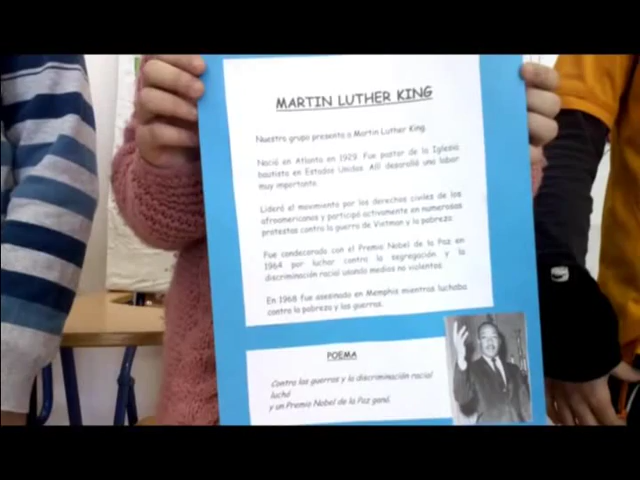 MARTIN LUTHER KING
Nuestro grupo presenta a Martin Luther King.
Nació en Atlanta en 1929. Fue pastor de la Iglesia
bautista en Estados Unidos. Allí desarolló una labor
muy importante.
Lideró el movimiento por los derechos civiles de los
afroamericanos y participó activamente en numerosas
protestas contra la guerra de Vietman y la pobreza.
Fue condecorado con el Premio Nobel de la Paz en
1964 por luchar contra la segregación y la
discriminación racial usando medios no violentos.
En 1968 fue asesinado en Memphis mientras luchaba
contra la pobreza y las guerras.
POEMA
Contra las guerras y la discriminación racial
luché
y un Premio Nobel de la Paz gané.